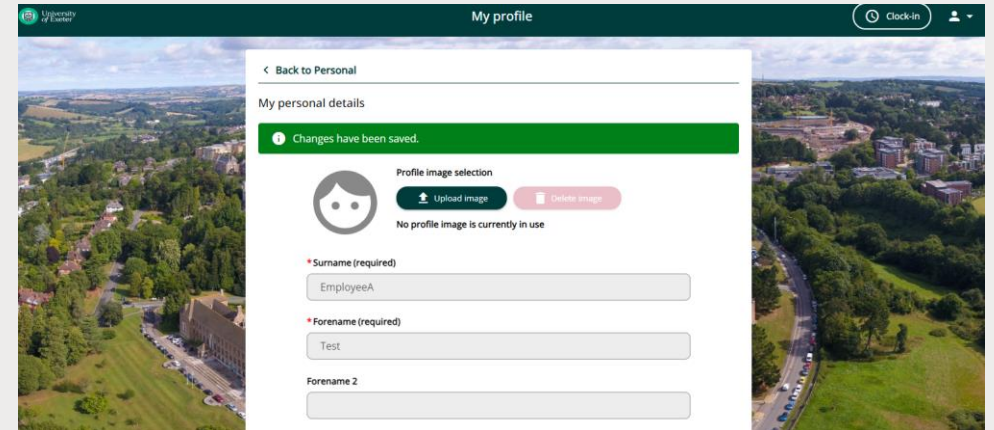 University
of Exeter
My profile
Clock-in
Back to Personal
My personal details
Changes have been saved.
Profile image selection
Upload image
Delete image
No profile image is currently in use
*Surname (required)
EmployeeA
*Forename (required)
Test
Forename 2